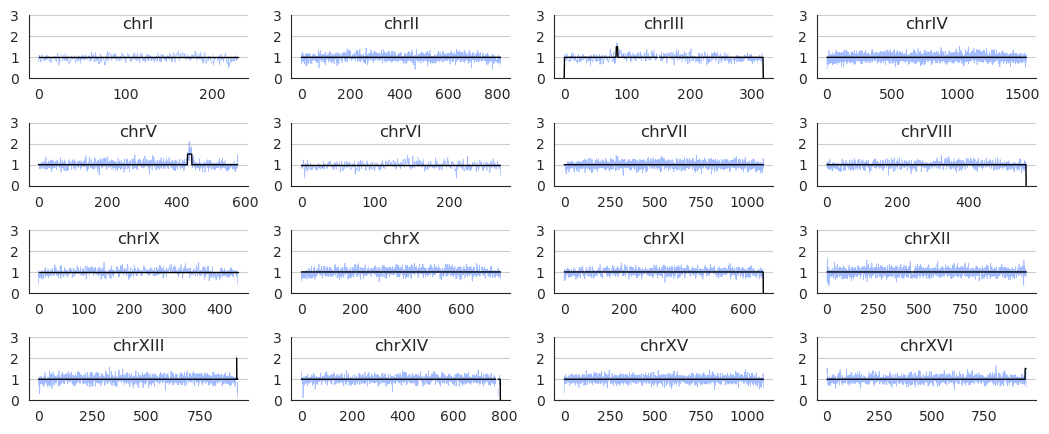 3 chrI
2
1
0
0 100 200
3 chrII
2
1
0
0 200 400 600 800
3 chrIII
2
1
0
0 100 200 300
3 chrIV
2
1
0
0 500 1000 1500
3 chrV
2
1
0
0 200 400 600
3 chrVI
2
1
0
0 100 200
3 chrVII
2
1
0
0 250 500 750 1000
3 chrVIII
2
1
0
0 200 400
3 chrIX
2
1
0
0 100 200 300 400
3 chrX
2
1
0
0 200 400 600
3 chrXI
2
1
0
0 200 400 600
3 chrXII
2
1
0
0 250 500 750 1000
3 chrXIII
2
1
0
0 250 500 750
3 chrXIV
2
1
0
0 200 400 600 800
3 chrXV
2
1
0
0 250 500 750 1000
3 chrXVI
2
1
0
0 250 500 750